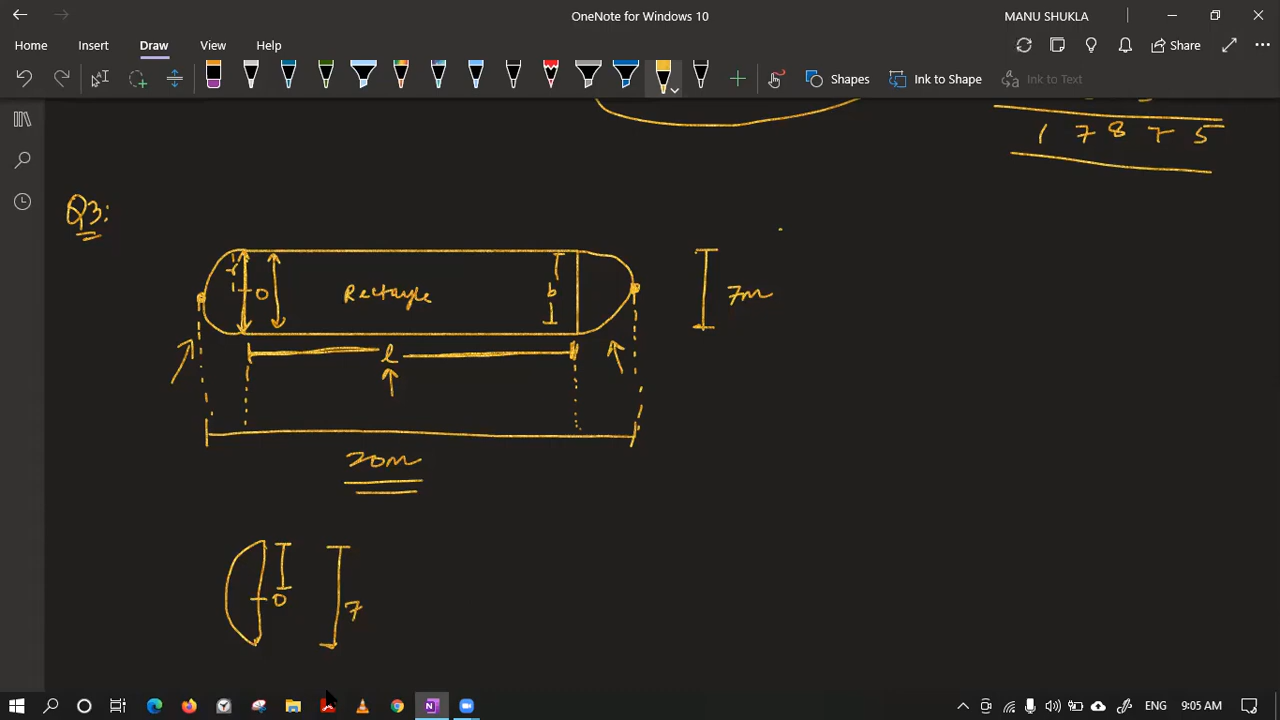 OneNote for Windows 10
MANU SHUKLA
Home Insert Draw View Help
Share
Shapes
Ink to Shape
Ink to Text
1 7 8 7 5
Q3:
r
O
Rectangle
b
7m
l
20m
O
7
ENG
9:05 AM